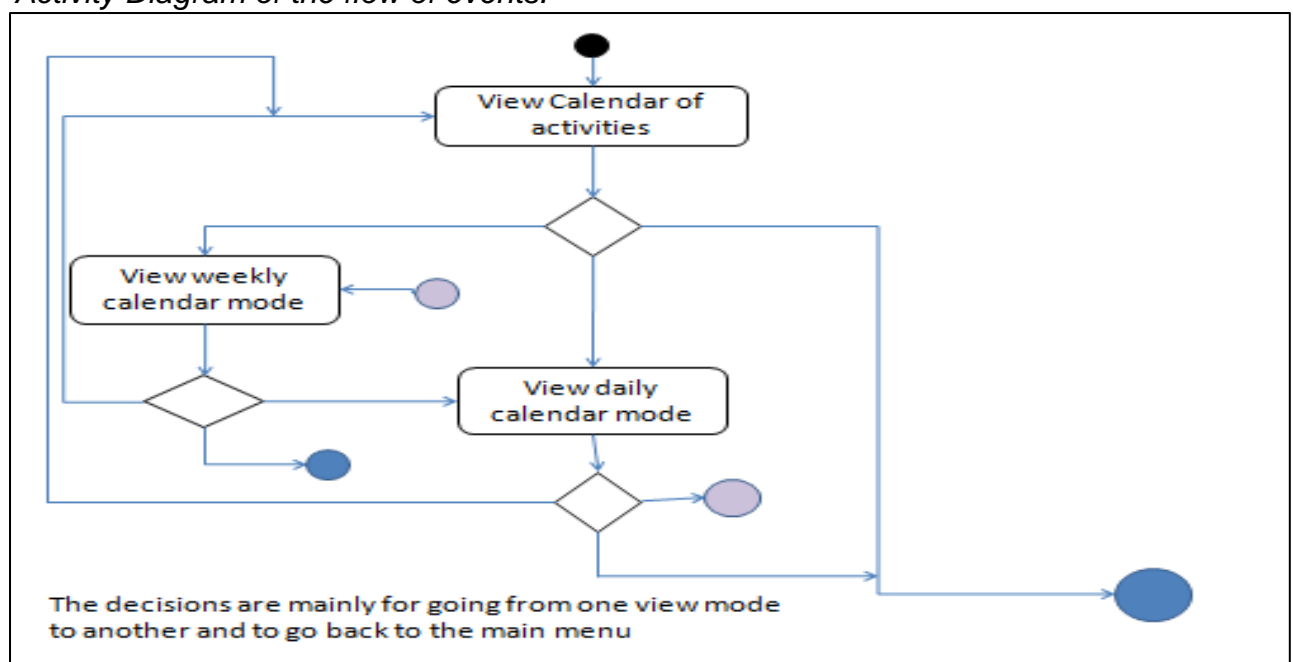 Activity Diagram of the flow of events:
View Calendar of
activities
View weekly
calendar mode
View daily
calendar mode
The decisions are mainly for going from one view mode
to another and to go back to the main menu